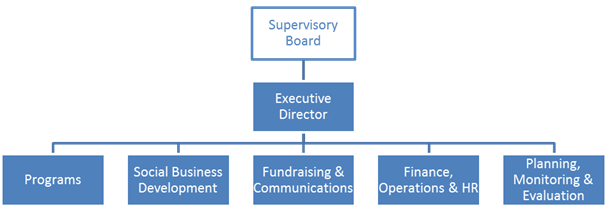 Supervisory
Board
Executive
Director
Programs
Social Business
Development
Fundraising &
Communications
Finance,
Operations & HR
Planning,
Monitoring &
Evaluation